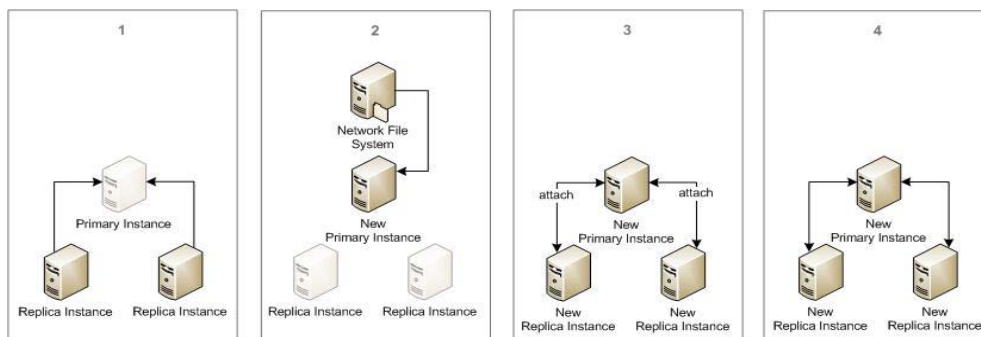 1
Primary Instance
Replica Instance
Replica Instance
2
Network File
System
New
Primary Instance
Replica Instance
Replica Instance
3
attach
attach
New
Primary Instance
New
Replica Instance
New
Replica Instance
4
New
Primary Instance
New
Replica Instance
New
Replica Instance